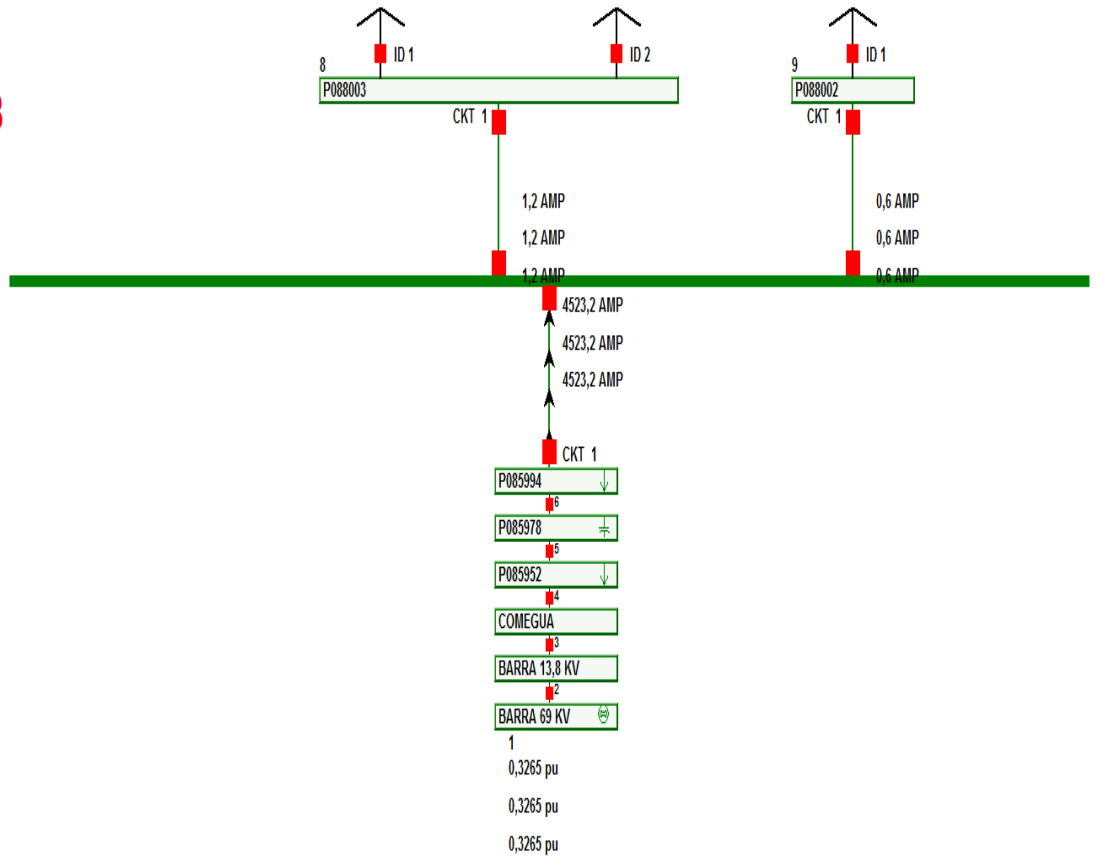 ID 1
ID 2
ID 1
8
9
P088003
P088002
CKT 1
CKT 1
1,2 AMP
0,6 AMP
1,2 AMP
0,6 AMP
1,2 AMP
0,6 AMP
4523,2 AMP
4523,2 AMP
4523,2 AMP
CKT 1
P085994
6
P085978
5
P085952
4
COMEGUA
3
BARRA 13,8 KV
2
BARRA 69 KV
1
0,3265 pu
0,3265 pu
0,3265 pu